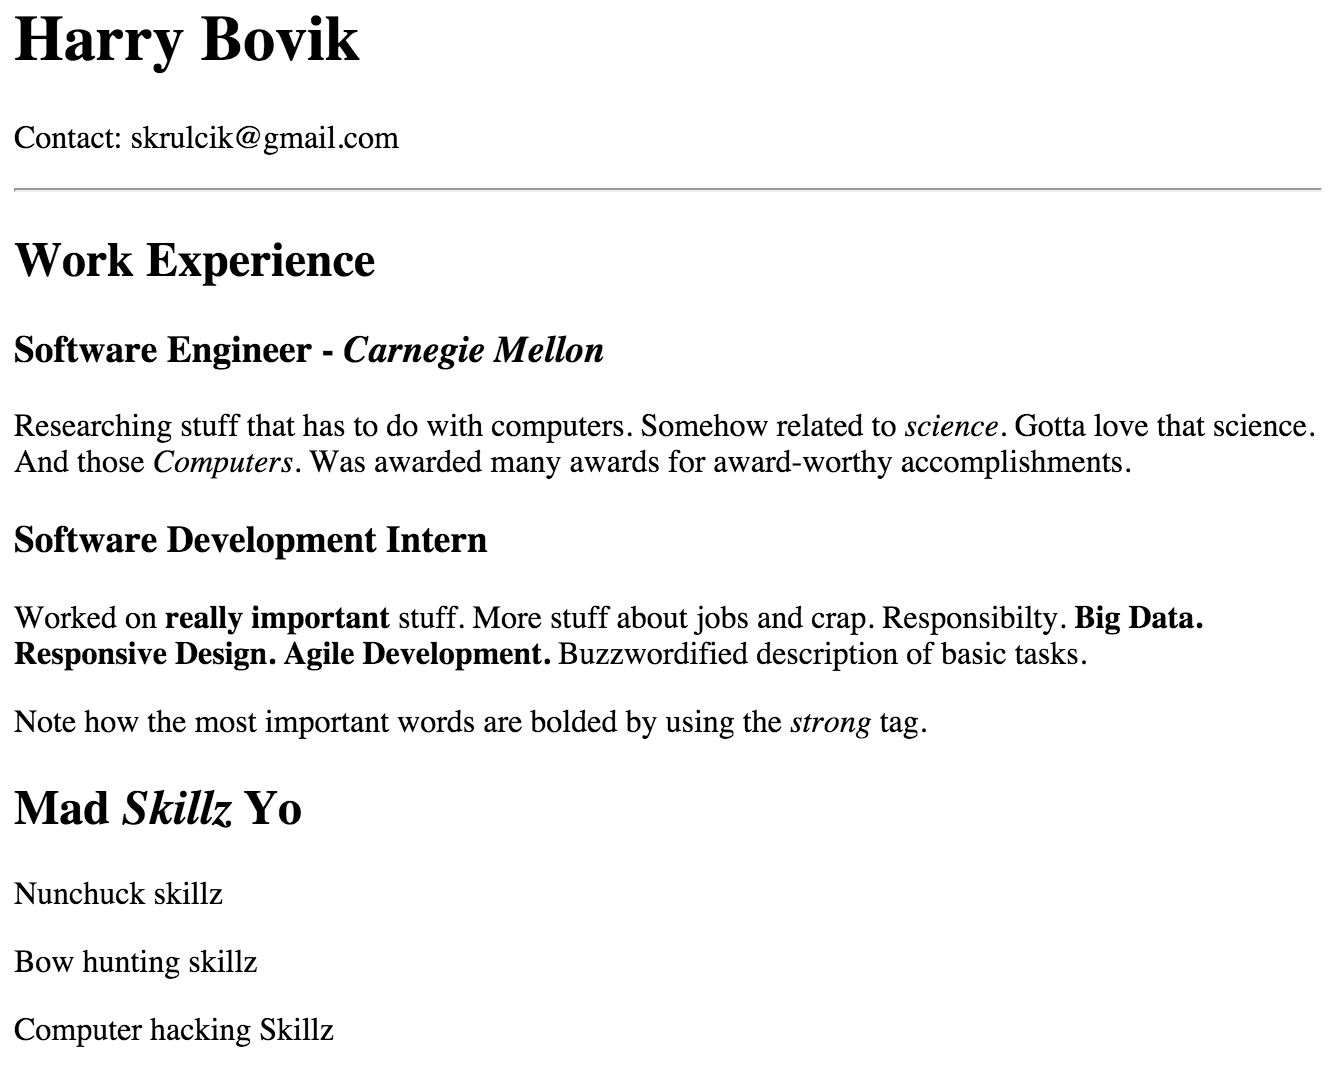 Harry Bovik
Contact: skrulcik@gmail.com
Work Experience
Software Engineer - Carnegie Mellon
Researching stuff that has to do with computers. Somehow related to science. Gotta love that science.
And those Computers. Was awarded many awards for award-worthy accomplishments.
Software Development Intern
Worked on really important stuff. More stuff about jobs and crap. Responsibilty. Big Data.
Responsive Design. Agile Development. Buzzwordified description of basic tasks.
Note how the most important words are bolded by using the strong tag.
Mad Skillz Yo
Nunchuck skillz
Bow hunting skillz
Computer hacking Skillz